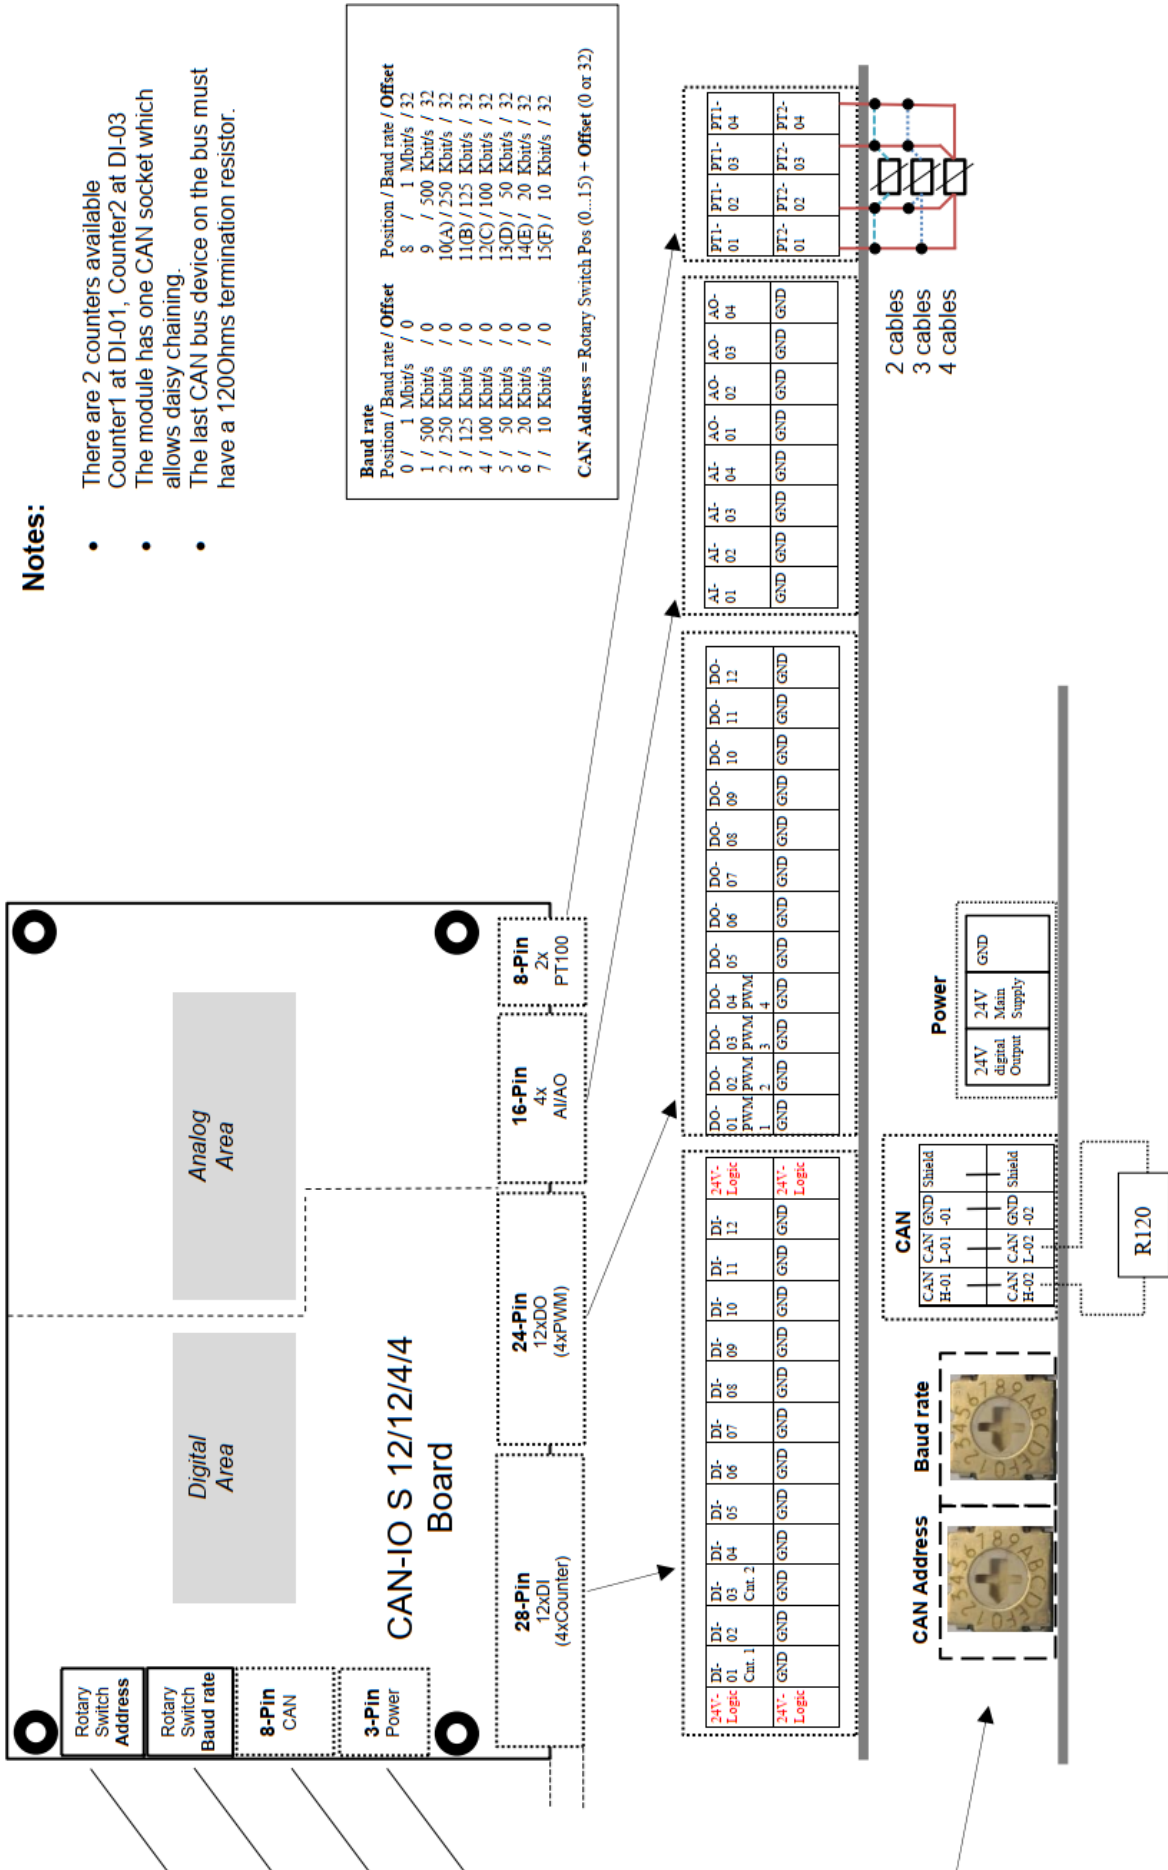 Notes:
• There are 2 counters available
Counter1 at DI-01, Counter2 at DI-03
• The module has one CAN socket which
allows daisy chaining.
• The last CAN bus device on the bus must
have a 120Ohms termination resistor.
Baud rate
Position / Baud rate / Offset Position / Baud rate / Offset
0 / 1 Mbit/s / 0 8 / 1 Mbit/s / 32
1 / 500 Kbit/s / 0 9 / 500 Kbit/s / 32
2 / 250 Kbit/s / 0 10(A) / 250 Kbit/s / 32
3 / 125 Kbit/s / 0 11(B) / 125 Kbit/s / 32
4 / 100 Kbit/s / 0 12(C) / 100 Kbit/s / 32
5 / 50 Kbit/s / 0 13(D) / 50 Kbit/s / 32
6 / 20 Kbit/s / 0 14(E) / 20 Kbit/s / 32
7 / 10 Kbit/s / 0 15(F) / 10 Kbit/s / 32
CAN Address = Rotary Switch Pos (0...15) + Offset (0 or 32)
Digital
Area
Analog
Area
CAN-IO S 12/12/4/4
Board
Rotary
Switch
Address
Rotary
Switch
Baud rate
8-Pin
CAN
3-Pin
Power
28-Pin
12xDI
(4xCounter)
24-Pin
12xDO
(4xPWM)
16-Pin
4x
AI/AO
8-Pin
2x
PT100
24V- DI- DI- DI- DI- DI- DI- DI- DI- DI- DI- DI- DI- 24V-
Logic 01 02 03 04 05 06 07 08 09 10 11 12 Logic
Cnt. 1 Cnt. 2
24V- GND GND GND GND GND GND GND GND GND GND GND GND 24V-
Logic Logic
DO- DO- DO- DO- DO- DO- DO- DO- DO- DO- DO- DO-
01 02 03 04 05 06 07 08 09 10 11 12
PWM PWM PWM PWM
1 2 3 4
GND GND GND GND GND GND GND GND GND GND GND GND
AI- AI- AI- AI- AO- AO- AO- AO-
01 02 03 04 01 02 03 04
GND GND GND GND GND GND GND GND
PT1- PT1- PT1- PT1-
01 02 03 04
PT2- PT2- PT2- PT2-
01 02 03 04
2 cables
3 cables
4 cables
CAN Address
0123456789ABCDEF
Baud rate
0123456789ABCDEF
CAN
CAN CAN GND Shield
H-01 L-01 -01
CAN CAN GND Shield
H-02 L-02 -02
R120
Power
24V 24V GND
digital Main
Output Supply